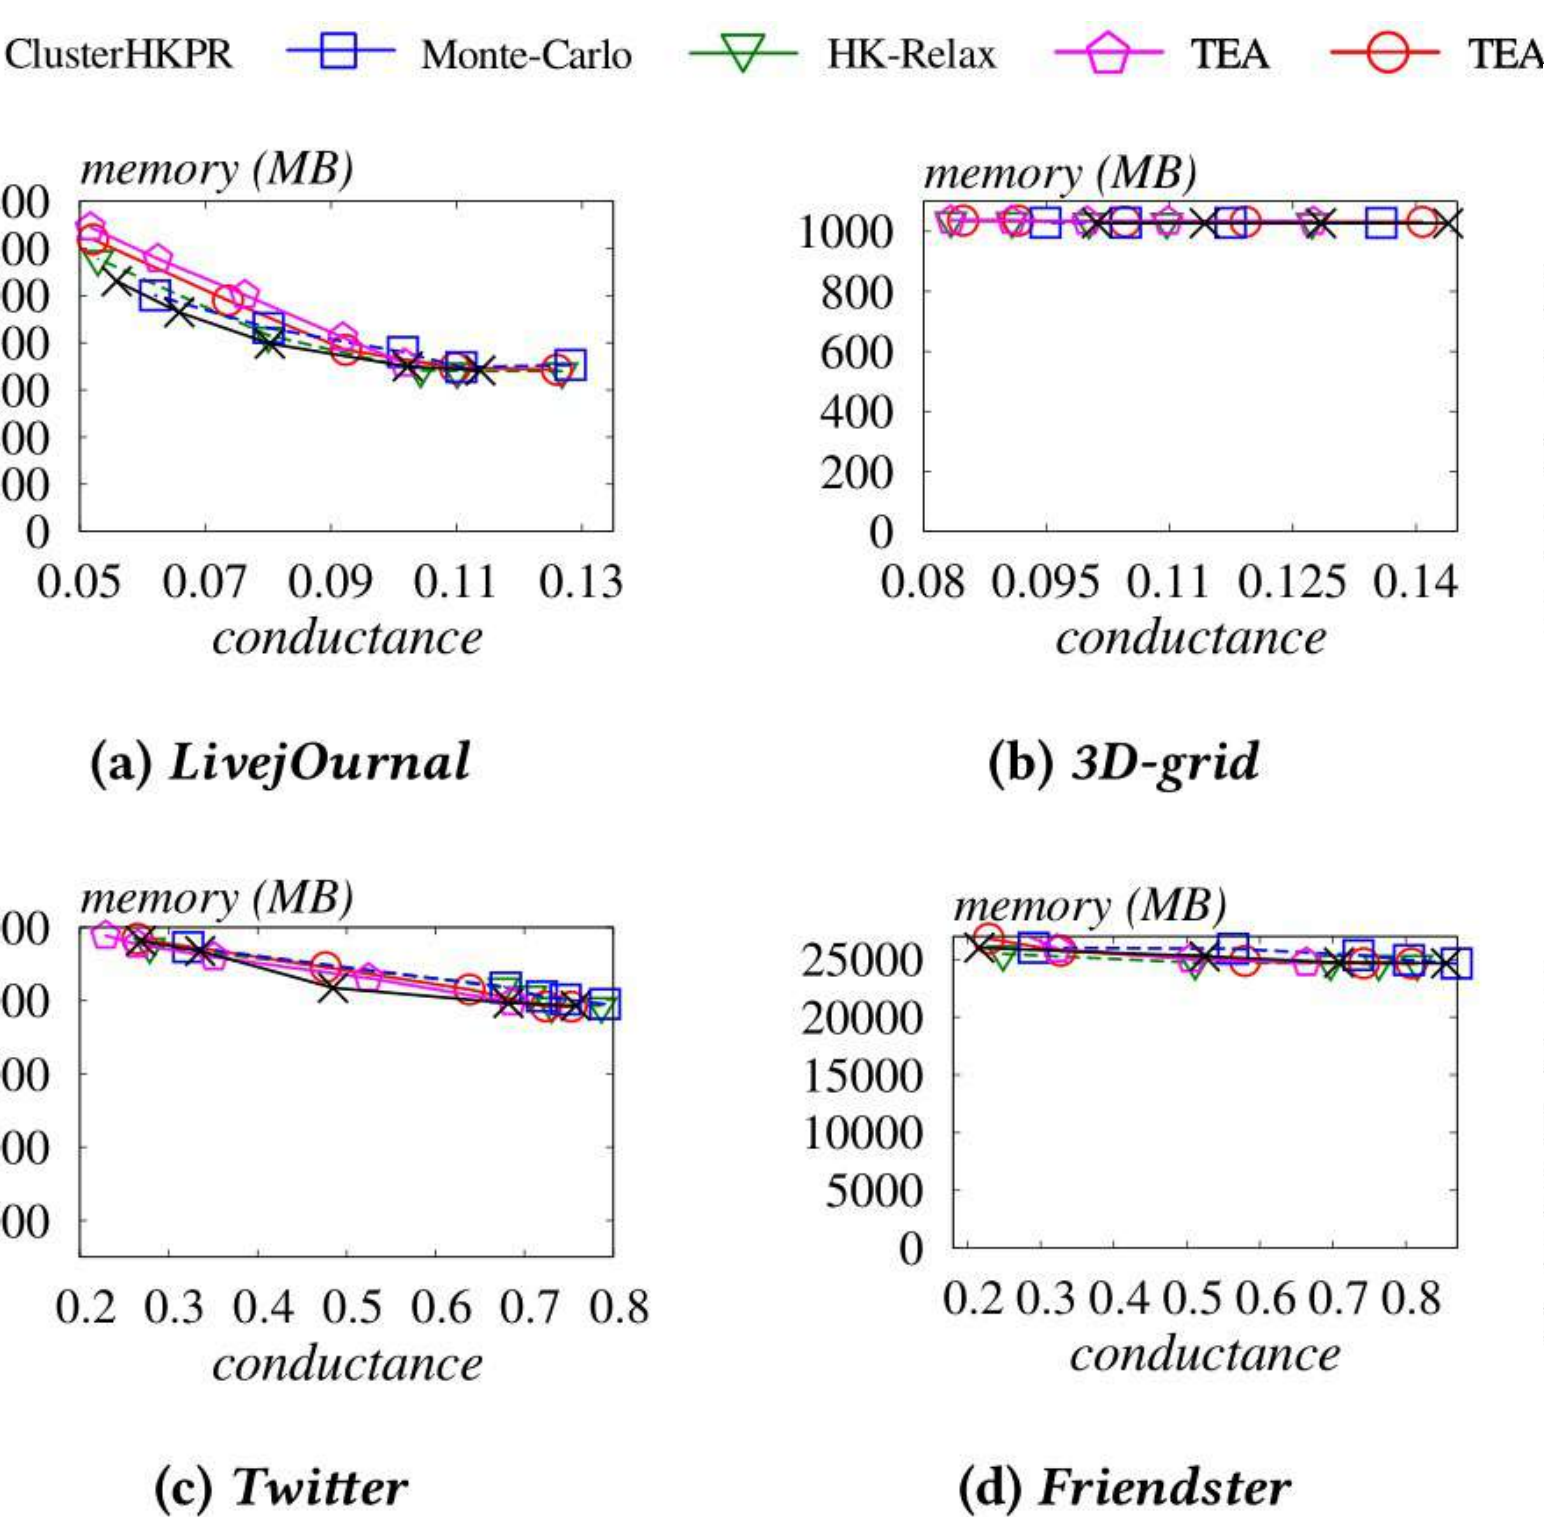 ClusterHKPR Monte-Carlo HK-Relax TEA TEA
memory (MB)
00
00
00
00
00
00
00
0
0.05 0.07 0.09 0.11 0.13
conductance
(a) LivejOurnal
memory (MB)
1000
800
600
400
200
0
0.08 0.095 0.11 0.125 0.14
conductance
(b) 3D-grid
memory (MB)
00
00
00
00
00
0.2 0.3 0.4 0.5 0.6 0.7 0.8
conductance
(c) Twitter
memory (MB)
25000
20000
15000
10000
5000
0
0.2 0.3 0.4 0.5 0.6 0.7 0.8
conductance
(d) Friendster